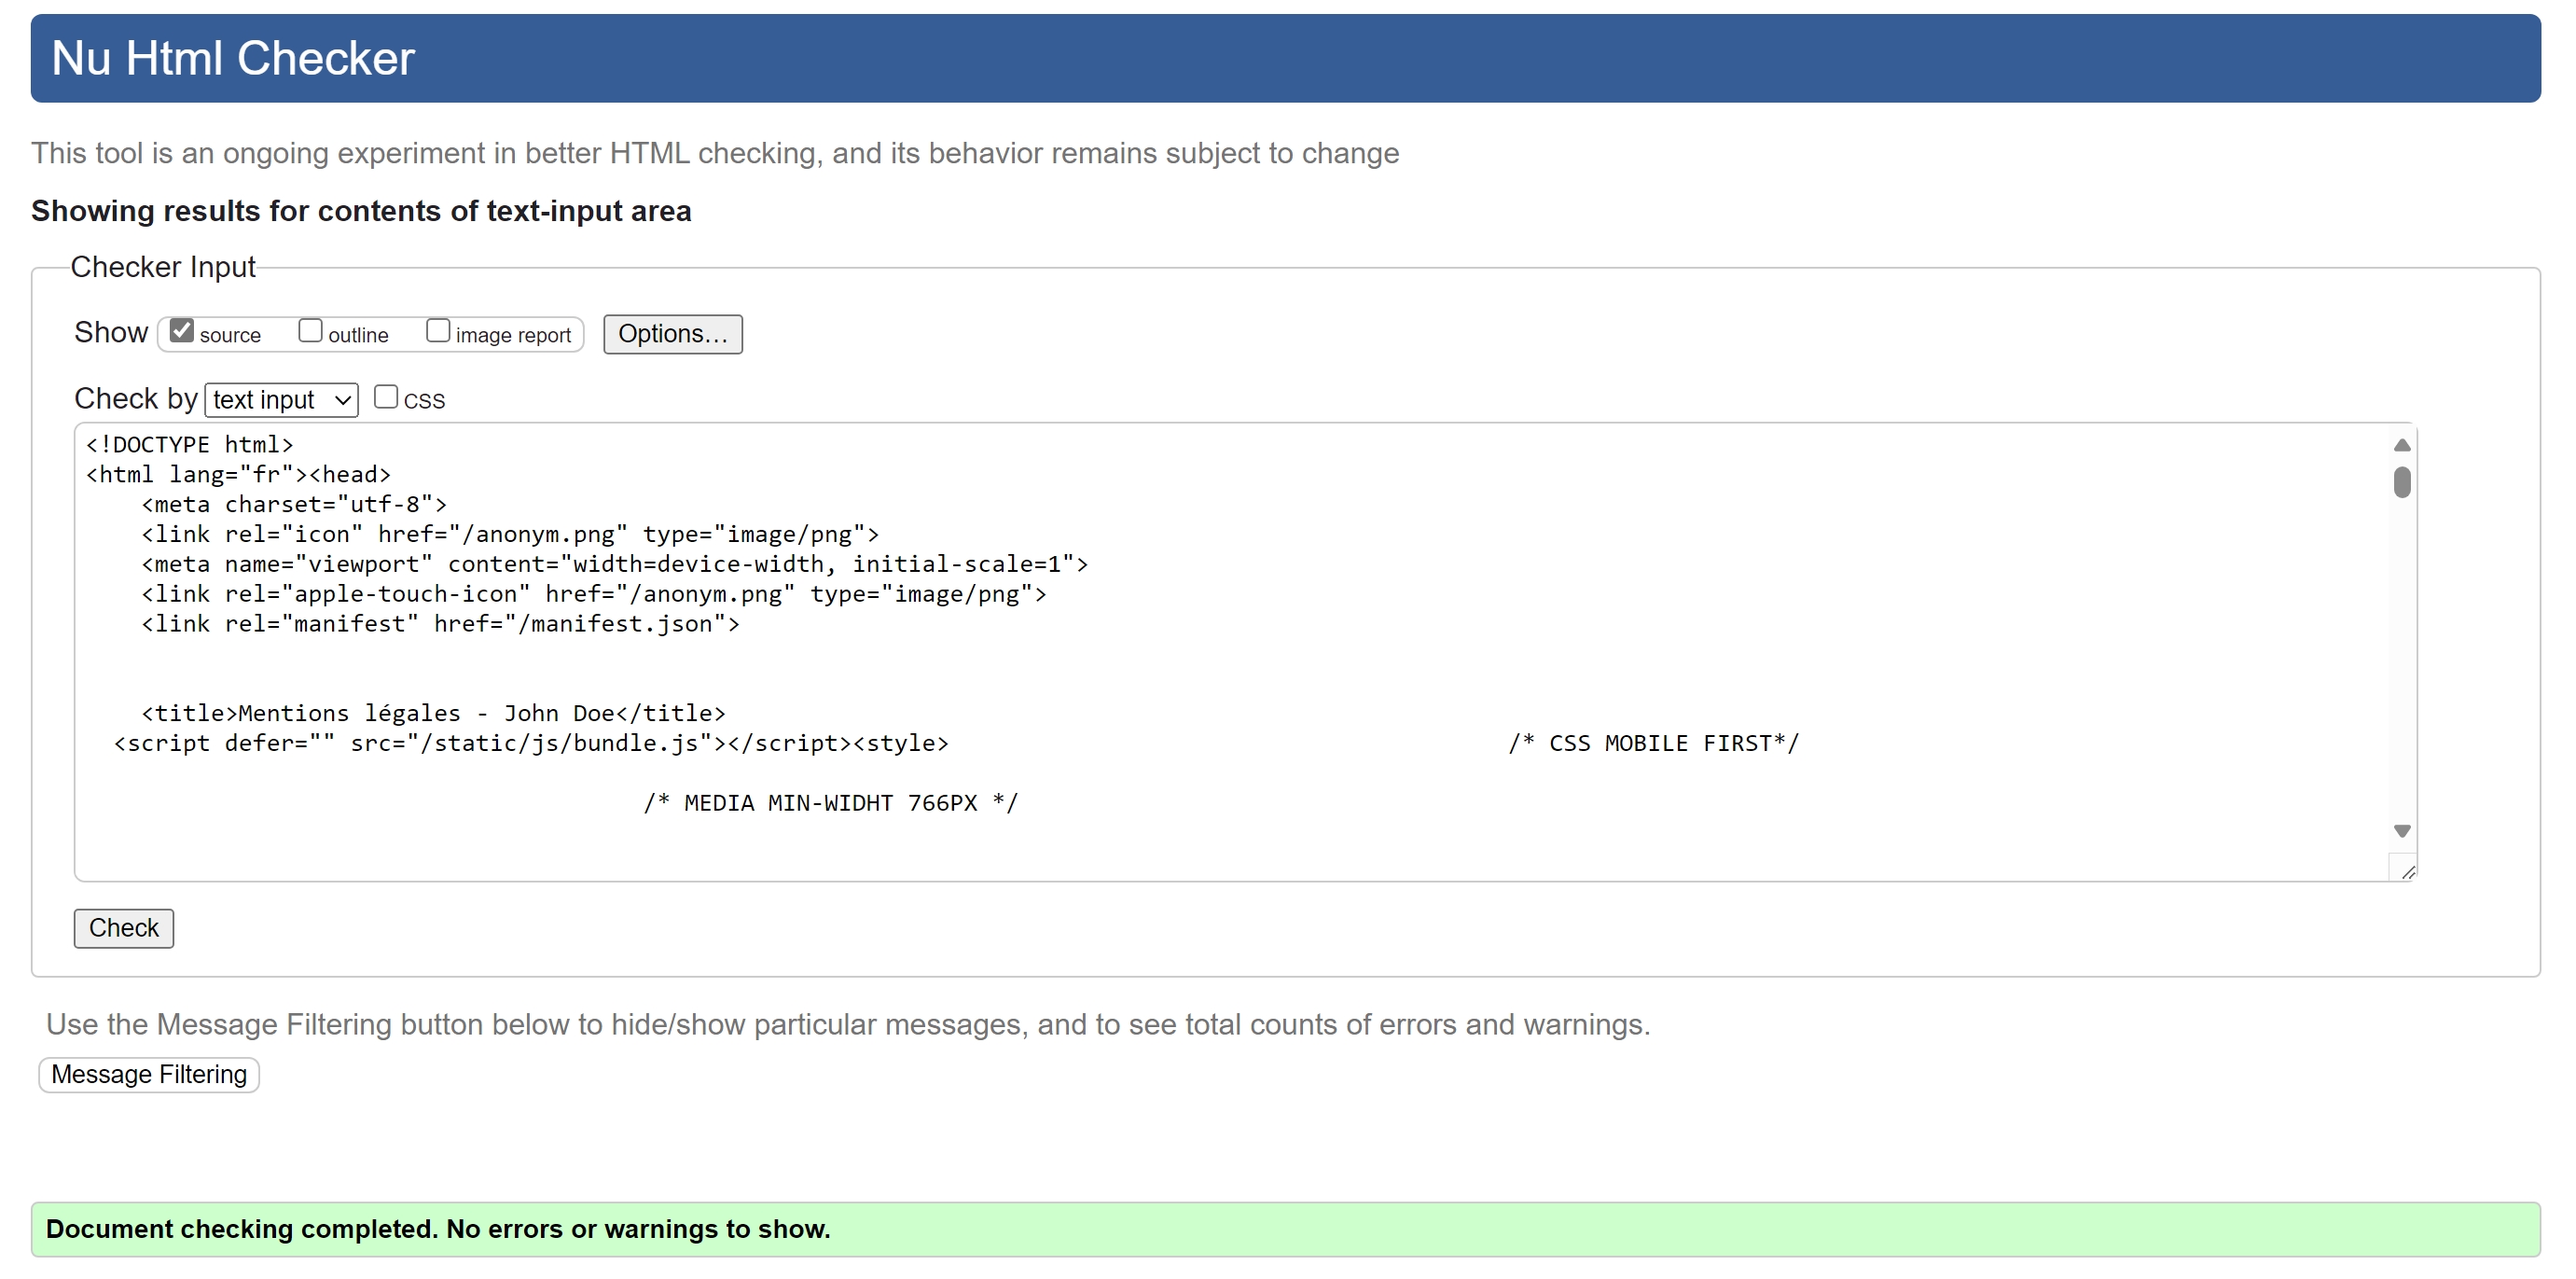 Nu Html Checker
This tool is an ongoing experiment in better HTML checking, and its behavior remains subject to change
Showing results for contents of text-input area
Checker Input
Show source outline image report Options...
Check by text input CSS
<!DOCTYPE html>
<html lang="fr"><head>
<meta charset="utf-8">
<link rel="icon" href="/anonym.png" type="image/png">
<meta name="viewport" content="width=device-width, initial-scale=1">
<link rel="apple-touch-icon" href="/anonym.png" type="image/png">
<link rel="manifest" href="/manifest.json">
<title>Mentions légales - John Doe</title>
<script defer="" src="/static/js/bundle.js"></script><style> /* CSS MOBILE FIRST*/
/* MEDIA MIN-WIDHT 766PX */
Check
Use the Message Filtering button below to hide/show particular messages, and to see total counts of errors and warnings.
Message Filtering
Document checking completed. No errors or warnings to show.